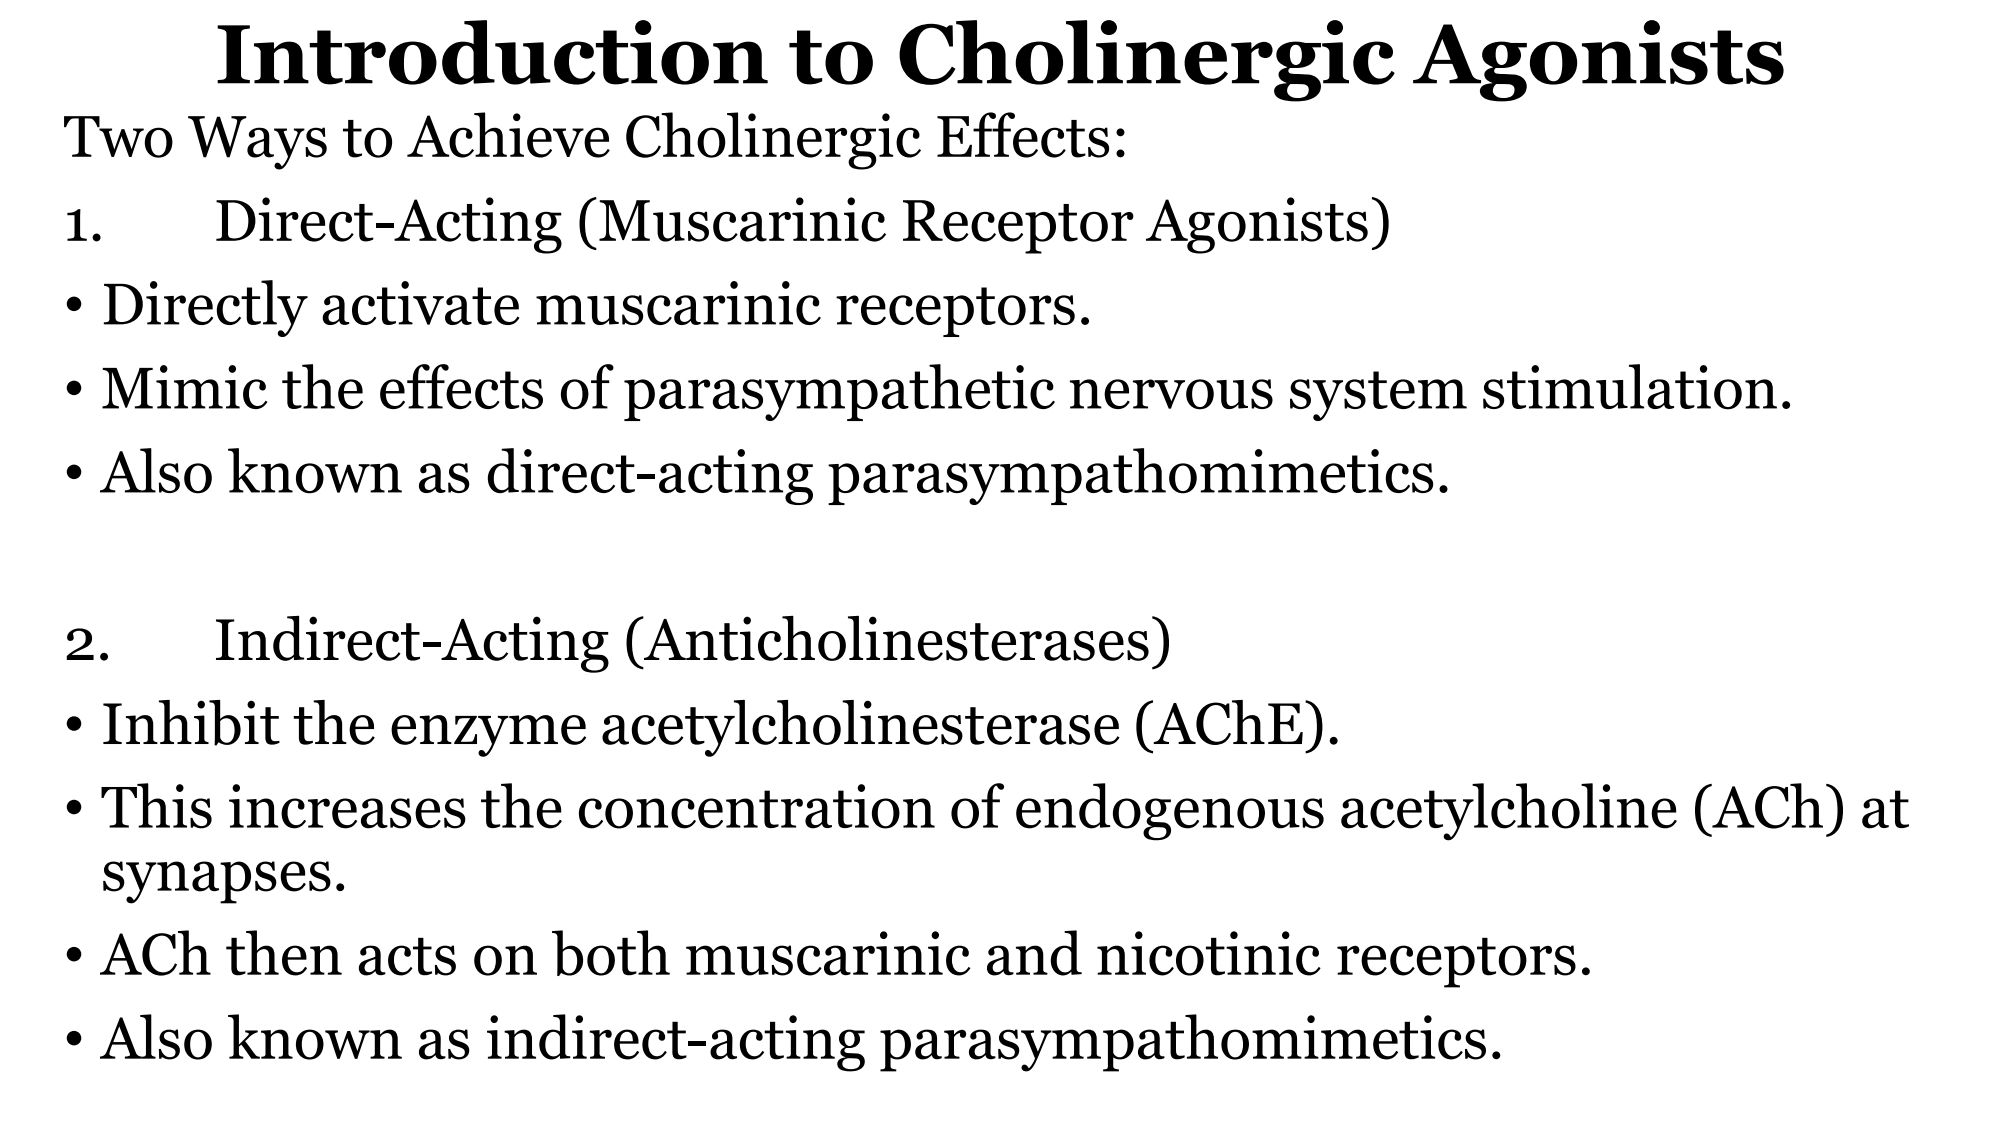 Introduction to Cholinergic Agonists
Two Ways to Achieve Cholinergic Effects:
1. Direct-Acting (Muscarinic Receptor Agonists)
• Directly activate muscarinic receptors.
• Mimic the effects of parasympathetic nervous system stimulation.
• Also known as direct-acting parasympathomimetics.
2. Indirect-Acting (Anticholinesterases)
• Inhibit the enzyme acetylcholinesterase (AChE).
• This increases the concentration of endogenous acetylcholine (ACh) at
synapses.
• ACh then acts on both muscarinic and nicotinic receptors.
• Also known as indirect-acting parasympathomimetics.